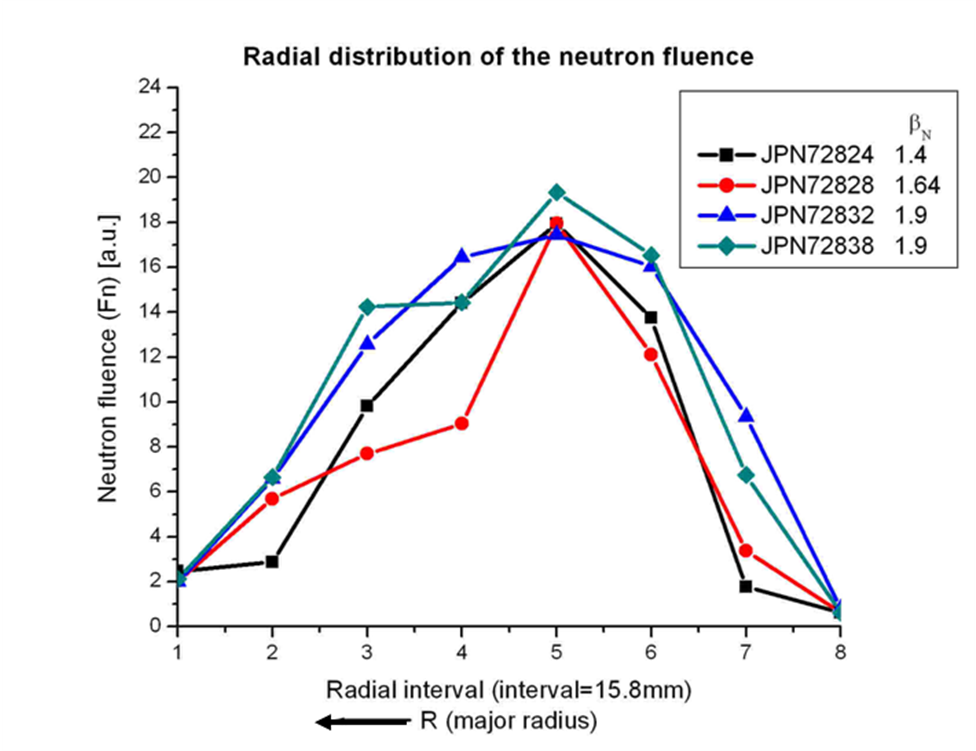 Radial distribution of the neutron fluence
24
22
20
18
16
14
12
10
8
6
4
2
0
Neutron fluence (Fn) [a.u.]
βN
JPN72824 1.4
JPN72828 1.64
JPN72832 1.9
JPN72838 1.9
1 2 3 4 5 6 7 8
Radial interval (interval=15.8mm)
R (major radius)